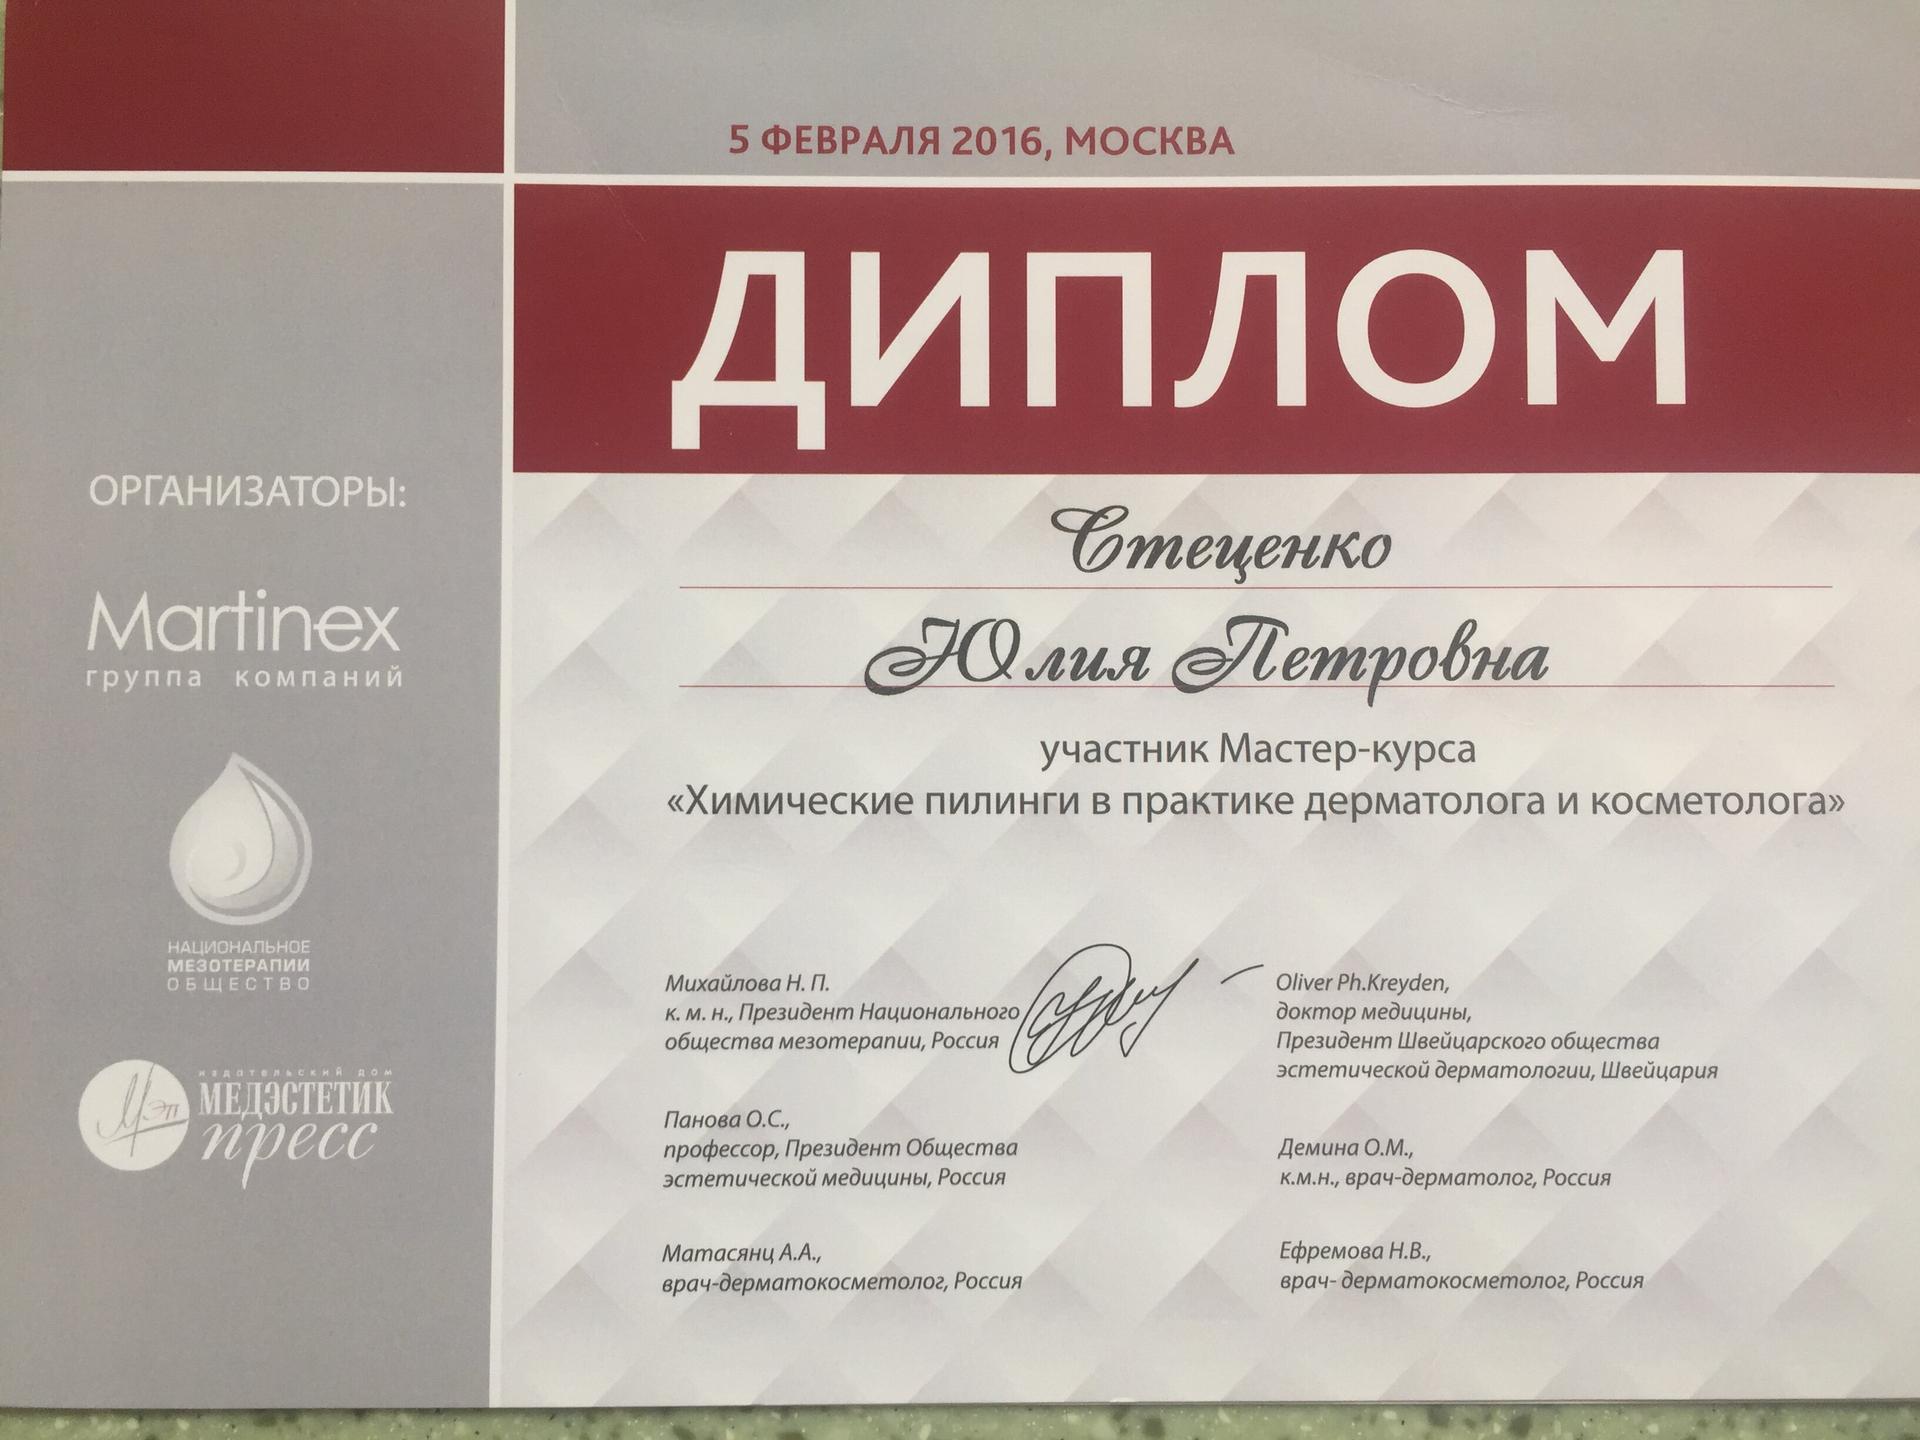 5 ФЕВРАЛЯ 2016, МОСКВА
ДИПЛОМ
ОРГАНИЗАТОРЫ:
Martinex
группа компаний
НАЦИОНАЛЬНОЕ
МЕЗОТЕРАПИИ
ОБЩЕСТВО
МЭП
издательский дом
МЕДЭСТЕТИК
пресс
Стеценко
Юлия Петровна
участник Мастер-курса
«Химические пилинги в практике дерматолога и косметолога»
Михайлова Н. П.
к. м. н., Президент Национального
общества мезотерапии, Россия
Панова О.С.,
профессор, Президент Общества
эстетической медицины, Россия
Матасянц А.А.,
врач-дерматокосметолог, Россия
Oliver Ph.Kreyden,
доктор медицины,
Президент Швейцарского общества
эстетической дерматологии, Швейцария
Демина О.М.,
к.м.н., врач-дерматолог, Россия
Ефремова Н.В.,
врач- дерматокосметолог, Россия